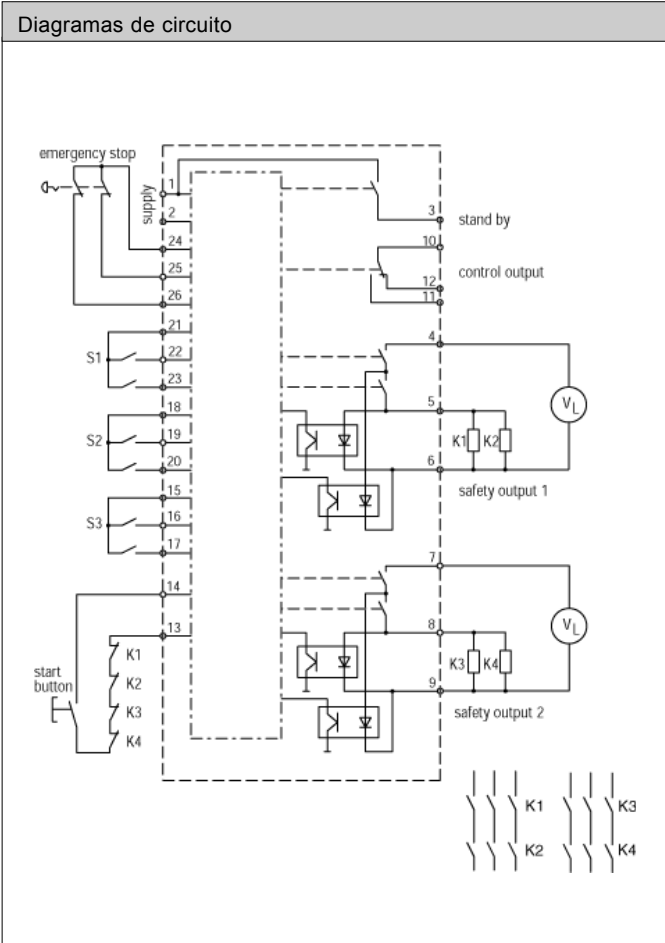 Diagramas de circuito
emergency stop
supply
1
2
24
25
26
3
stand by
10
control output
12
11
21
S1
22
23
4
18
S2
19
20
5
K1
K2
VL
6
safety output 1
15
S3
16
17
14
13
7
8
K3
K4
VL
9
safety output 2
start
button
K1
K2
K3
K4
K1
K3
K2
K4